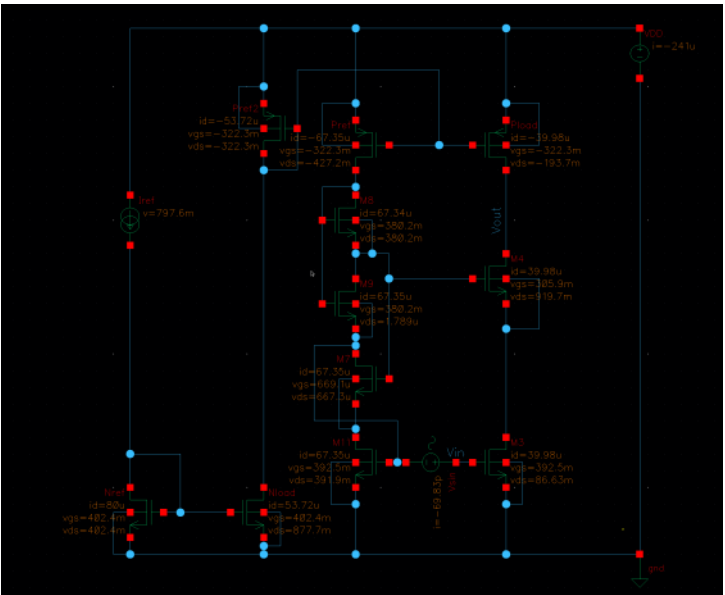 VDD
i=-241u
Pref2
id=-53.72u
vgs=-322.3m
vds=-322.3m
Pref
id=-67.35u
vgs=-322.3m
vds=-427.2m
Pload
id=-39.98u
vgs=-322.3m
vds=-193.7m
Iref
v=797.6m
M8
id=67.34u
vgs=380.2m
vds=380.2m
Vout
M4
id=39.98u
vgs=305.9m
vds=919.7m
M9
id=67.35u
vgs=380.2m
vds=1.789u
M7
id=67.35u
vgs=669.1u
vds=667.3u
id=67.35u
vgs=392.5m
vds=391.9m
Vin
i=-69.83p
id=39.98u
vgs=392.5m
vds=86.63m
Nref
id=80u
vgs=402.4m
vds=402.4m
Nload
id=53.72u
vgs=402.4m
vds=877.7m
gnd